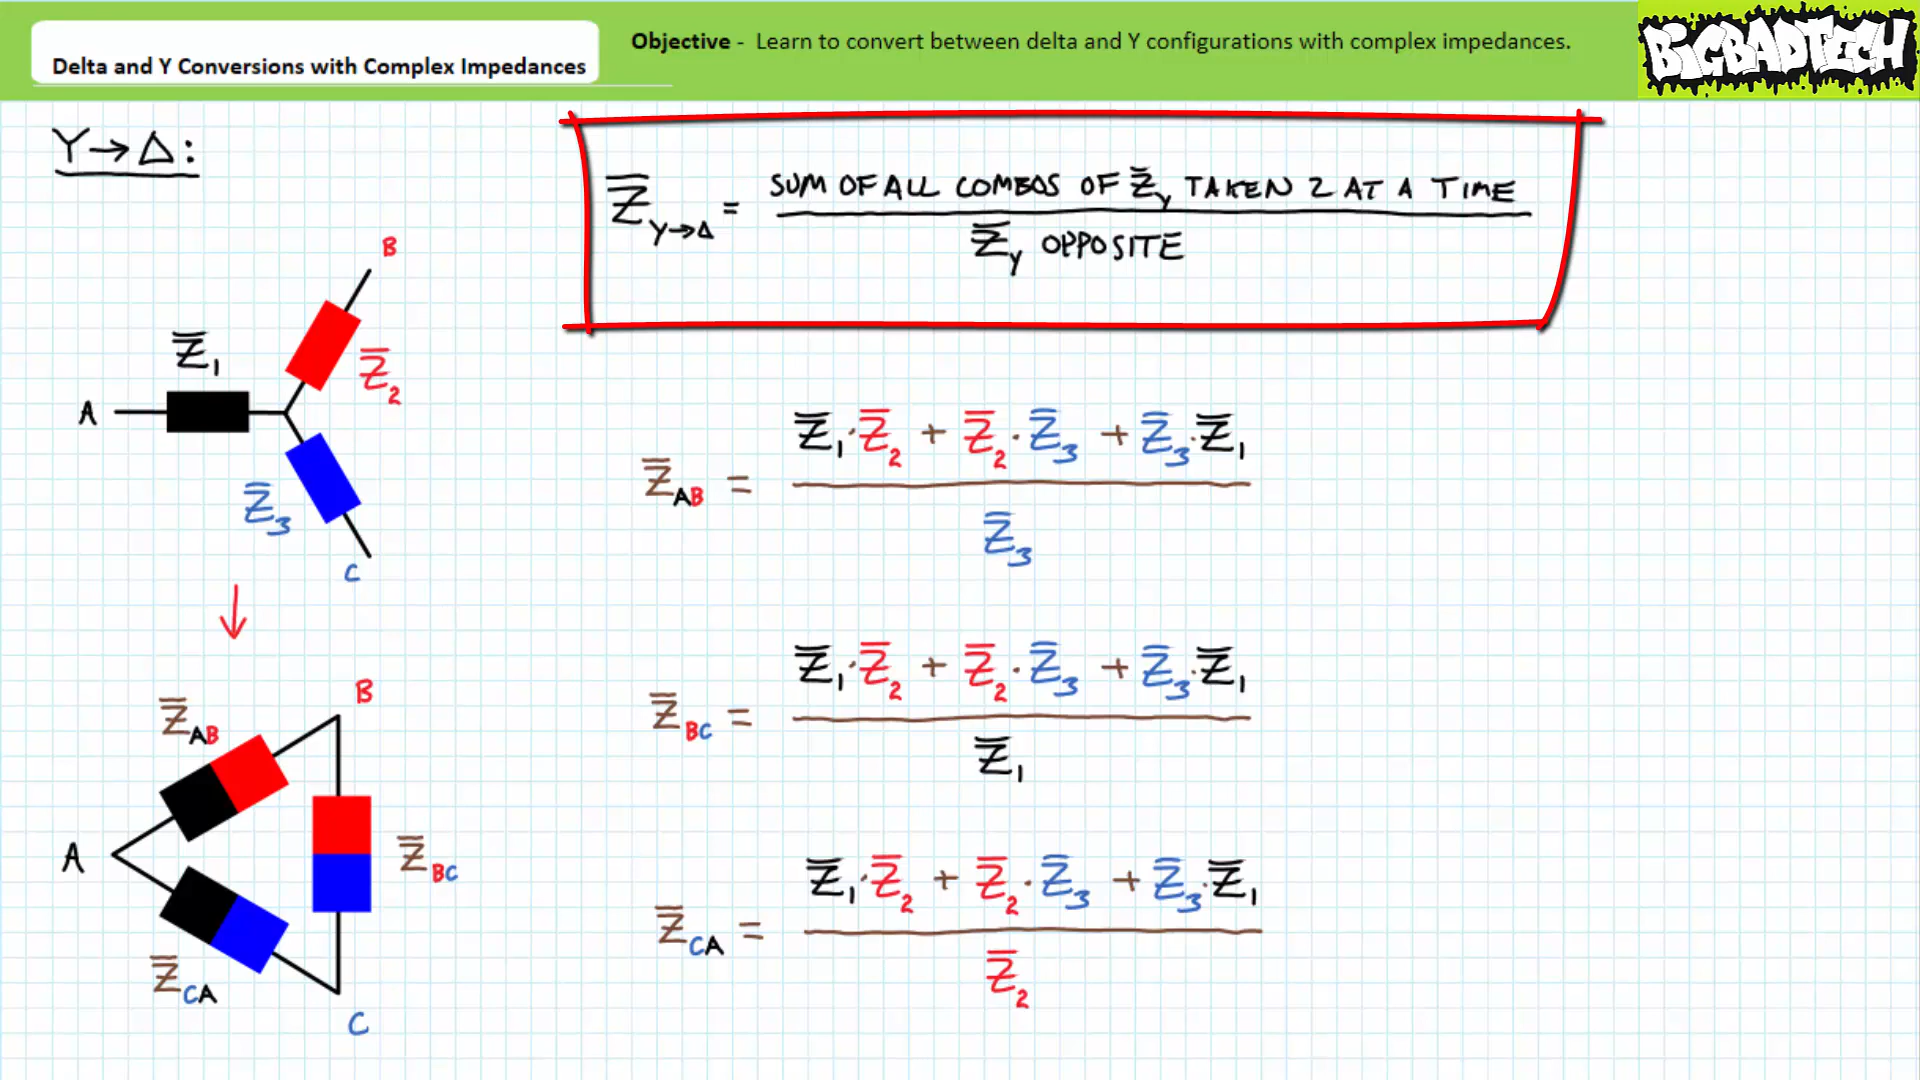 Delta and Y Conversions with Complex Impedances
Objective - Learn to convert between delta and Y configurations with complex impedances.
BIGBADTECH
Y→Δ:
Z̅Y→Δ = SUM OF ALL COMBOS OF Z̅Y TAKEN 2 AT A TIME
Z̅Y OPPOSITE
B
Z̅1
Z̅2
A
Z̅3
C
Z̅AB = Z̅1·Z̅2 + Z̅2·Z̅3 + Z̅3·Z̅1
Z̅3
Z̅BC = Z̅1·Z̅2 + Z̅2·Z̅3 + Z̅3·Z̅1
Z̅1
Z̅CA = Z̅1·Z̅2 + Z̅2·Z̅3 + Z̅3·Z̅1
Z̅2
B
Z̅AB
A
Z̅BC
Z̅CA
C